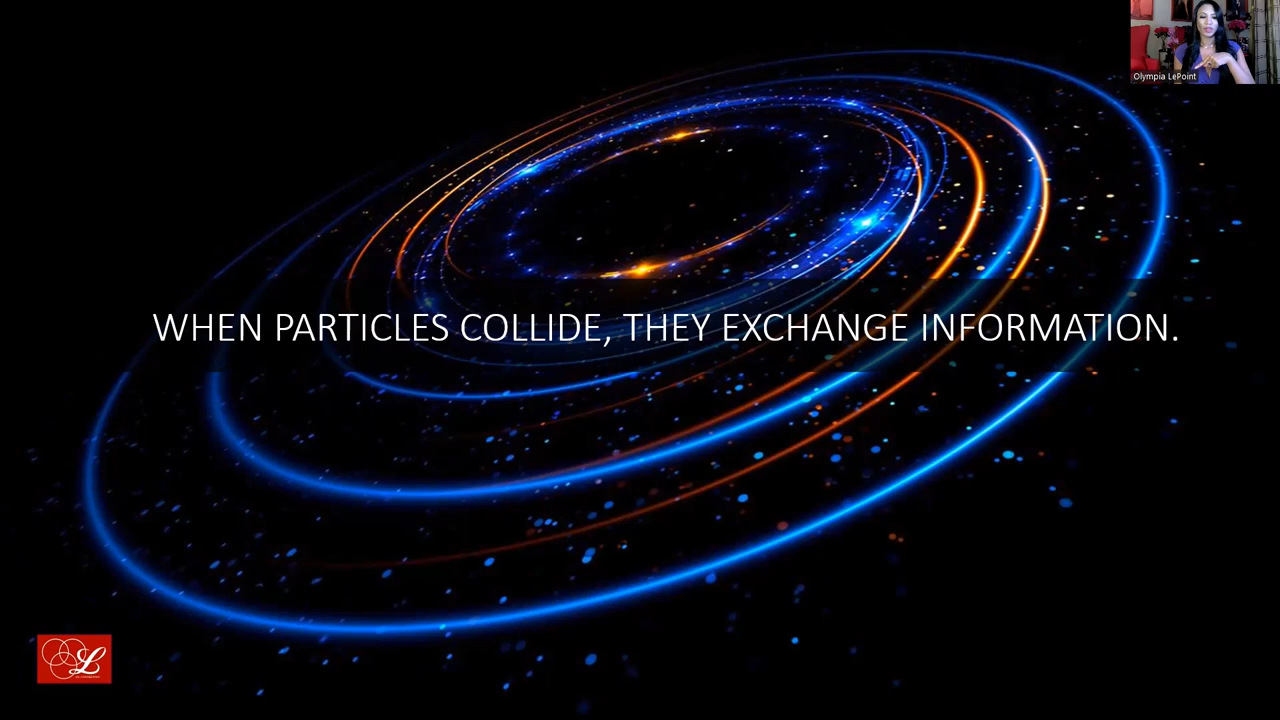 Olympia LePoint
WHEN PARTICLES COLLIDE, THEY EXCHANGE INFORMATION.
L